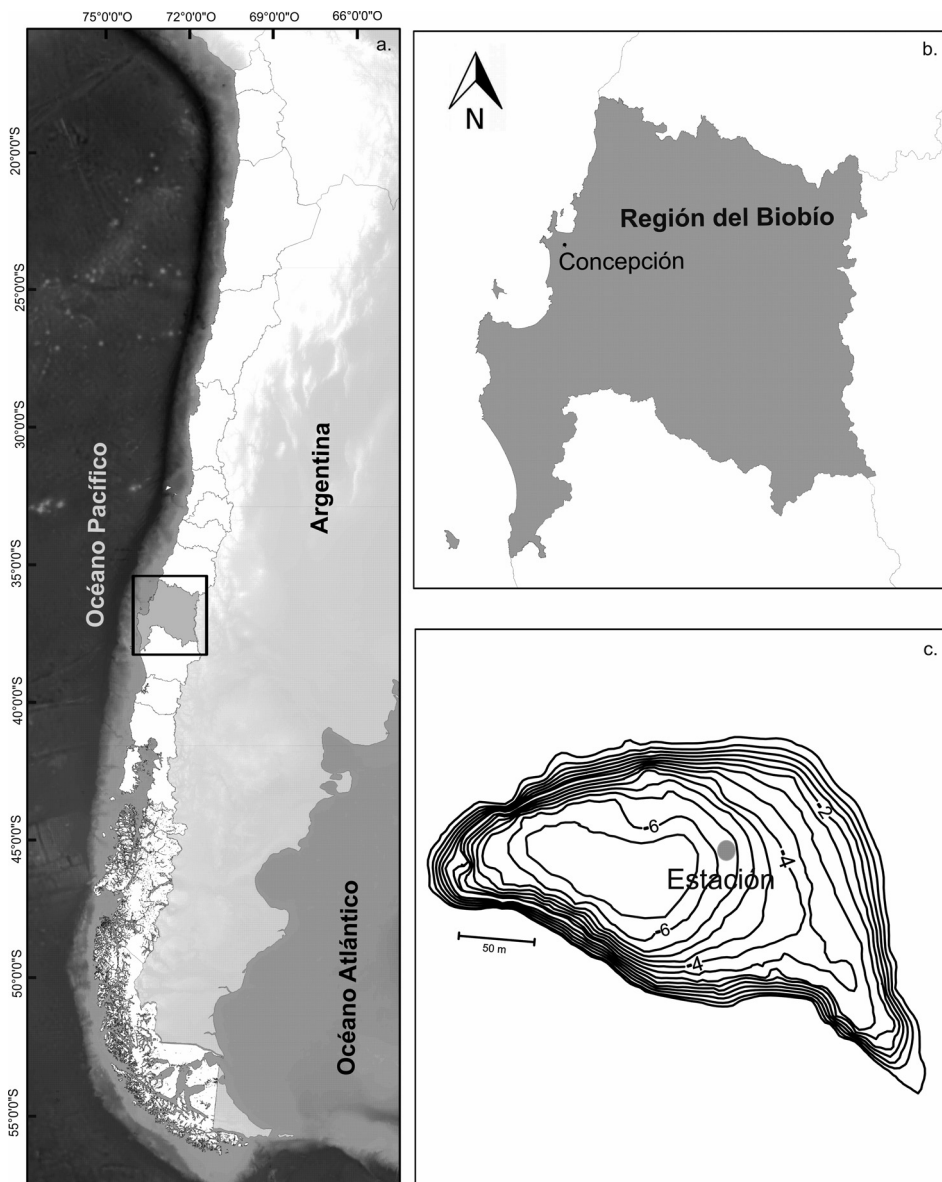 75°0'0"O
72°0'0"O
69°0'0"O
66°0'0"O
a.
20°0'0"S
25°0'0"S
30°0'0"S
35°0'0"S
40°0'0"S
45°0'0"S
50°0'0"S
55°0'0"S
Océano Pacífico
Argentina
Océano Atlántico
b.
N
Región del Biobío
Concepción
c.
-2
-6
-4
Estación
-6
-4
50 m